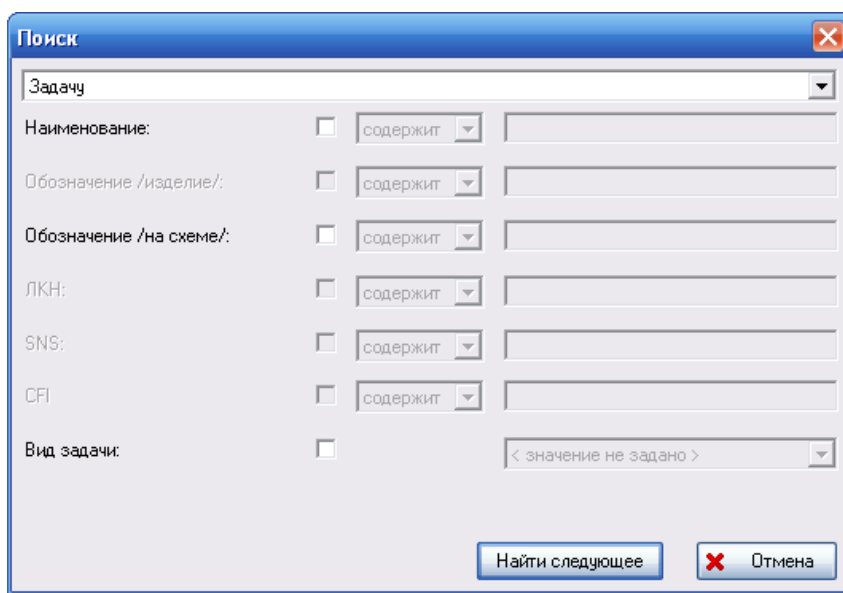 Поиск
Задачу
Наименование: содержит
Обозначение /изделие/: содержит
Обозначение /на схеме/: содержит
ЛКН: содержит
SNS: содержит
CFI содержит
Вид задачи: < значение не задано >
Найти следующее Отмена